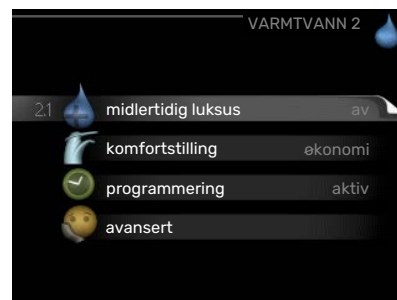 VARMTVANN 2
2.1 midlertidig luksus av
komfortstilling økonomi
programmering aktiv
avansert